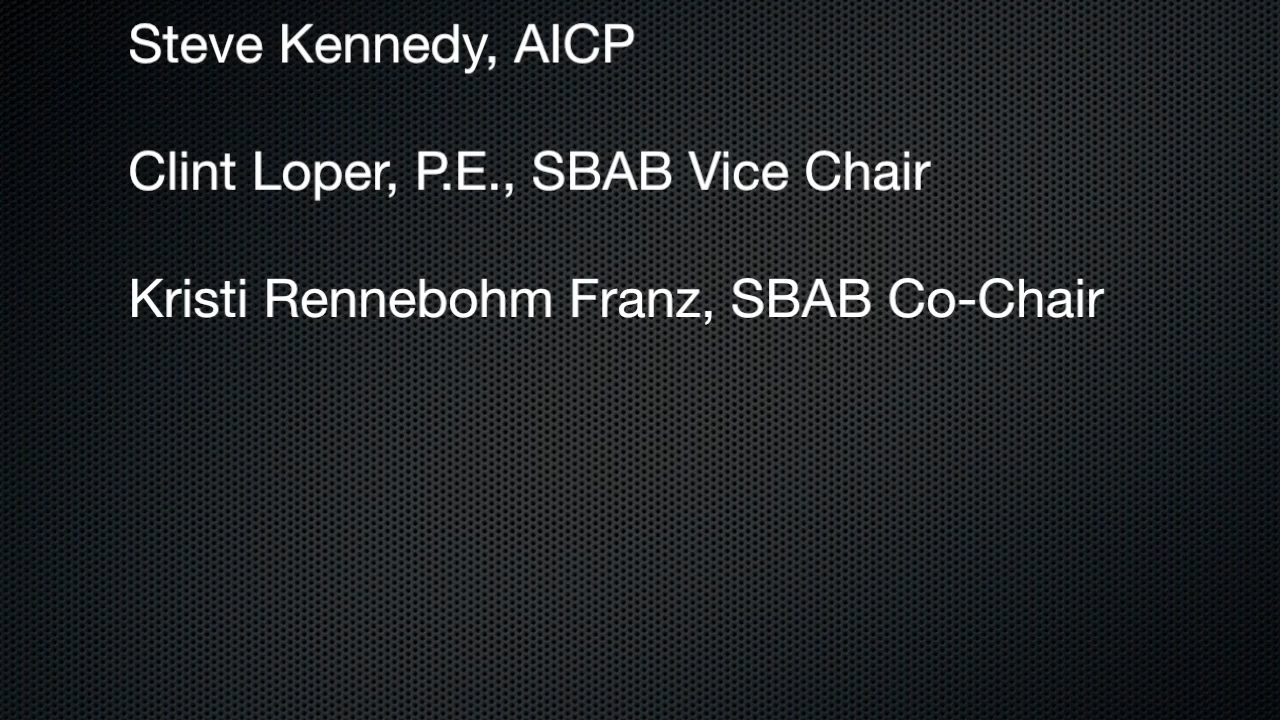 Steve Kennedy, AICP
Clint Loper, P.E., SBAB Vice Chair
Kristi Rennebohm Franz, SBAB Co-Chair